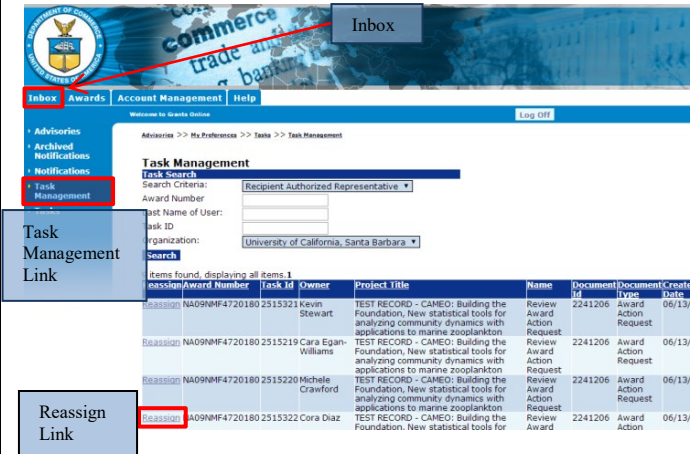 DEPARTMENT OF COMMERCE
UNITED STATES OF AMERICA
commerce
trade and
banking
Inbox
Inbox Awards Account Management Help
Welcome to Grants Online Log Off
Advisories
Archived
Notifications
Notifications
Task
Management
Tasks
Advisories >> My Preferences >> Tasks >> Task Management
Task Management
Task Search
Search Criteria: Recipient Authorized Representative
Award Number
Last Name of User:
Task ID
Organization: University of California, Santa Barbara
Search
Task
Management
Link
items found, displaying all items.1
Reassign Award Number Task Id Owner Project Title Name Document Id Document Type Create Date
Reassign NA09NMF4720180 2515321 Kevin Stewart TEST RECORD - CAMEO: Building the Foundation, New statistical tools for analyzing community dynamics with applications to marine zooplankton Review Award Action Request 2241206 Award Action Request 06/13/
Reassign NA09NMF4720180 2515219 Cara Egan-Williams TEST RECORD - CAMEO: Building the Foundation, New statistical tools for analyzing community dynamics with applications to marine zooplankton Review Award Action Request 2241206 Award Action Request 06/13/
Reassign NA09NMF4720180 2515220 Michele Crawford TEST RECORD - CAMEO: Building the Foundation, New statistical tools for analyzing community dynamics with applications to marine zooplankton Review Award Action Request 2241206 Award Action Request 06/13/
Reassign NA09NMF4720180 2515322 Cora Diaz TEST RECORD - CAMEO: Building the Foundation, New statistical tools for Review Award 2241206 Award Action 06/13/
Reassign
Link